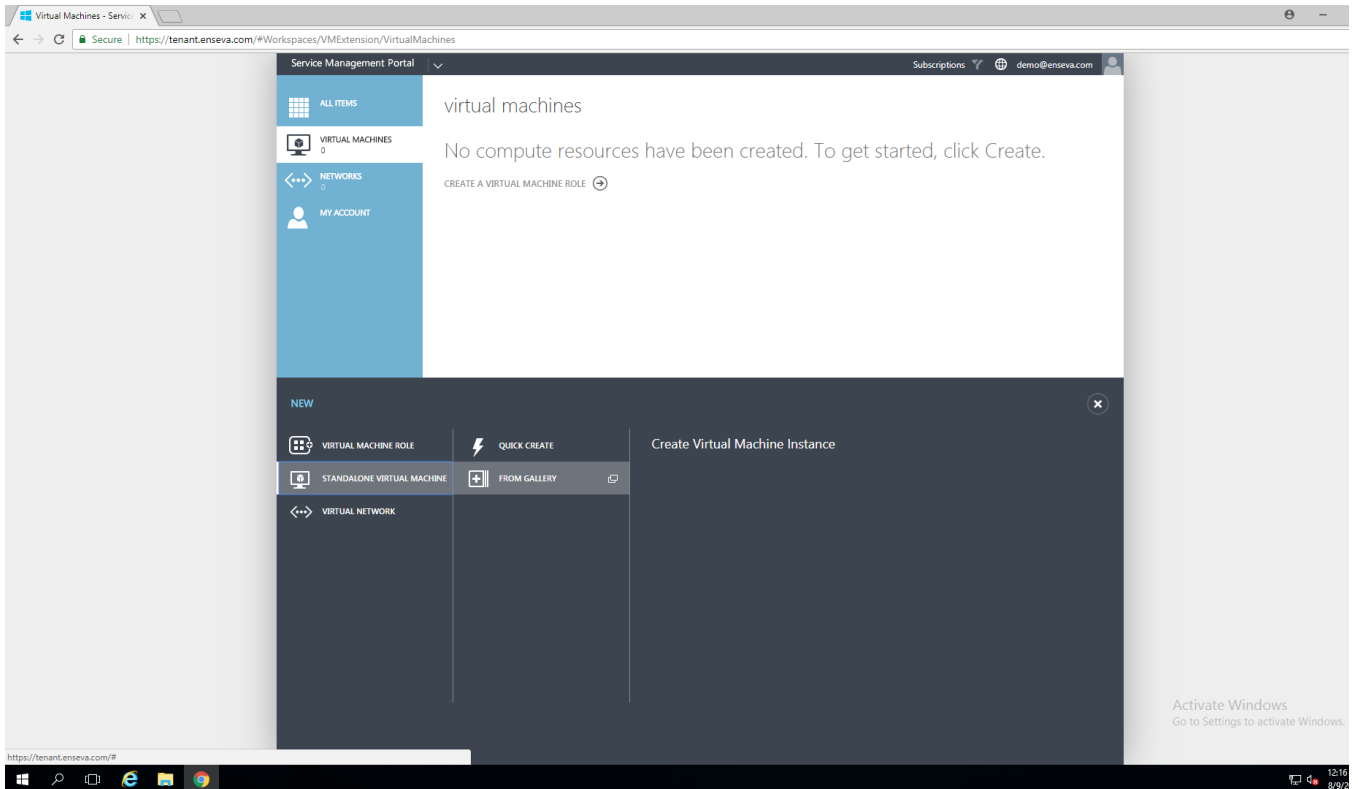 Virtual Machines - Servic
Secure | https://tenant.enseva.com/#Workspaces/VMExtension/VirtualMachines
Service Management Portal
Subscriptions
demo@enseva.com
ALL ITEMS
VIRTUAL MACHINES
0
NETWORKS
0
MY ACCOUNT
virtual machines
No compute resources have been created. To get started, click Create.
CREATE A VIRTUAL MACHINE ROLE
NEW
VIRTUAL MACHINE ROLE
STANDALONE VIRTUAL MACHINE
VIRTUAL NETWORK
QUICK CREATE
FROM GALLERY
Create Virtual Machine Instance
Activate Windows
Go to Settings to activate Windows.
https://tenant.enseva.com/#
12:16
8/9/2